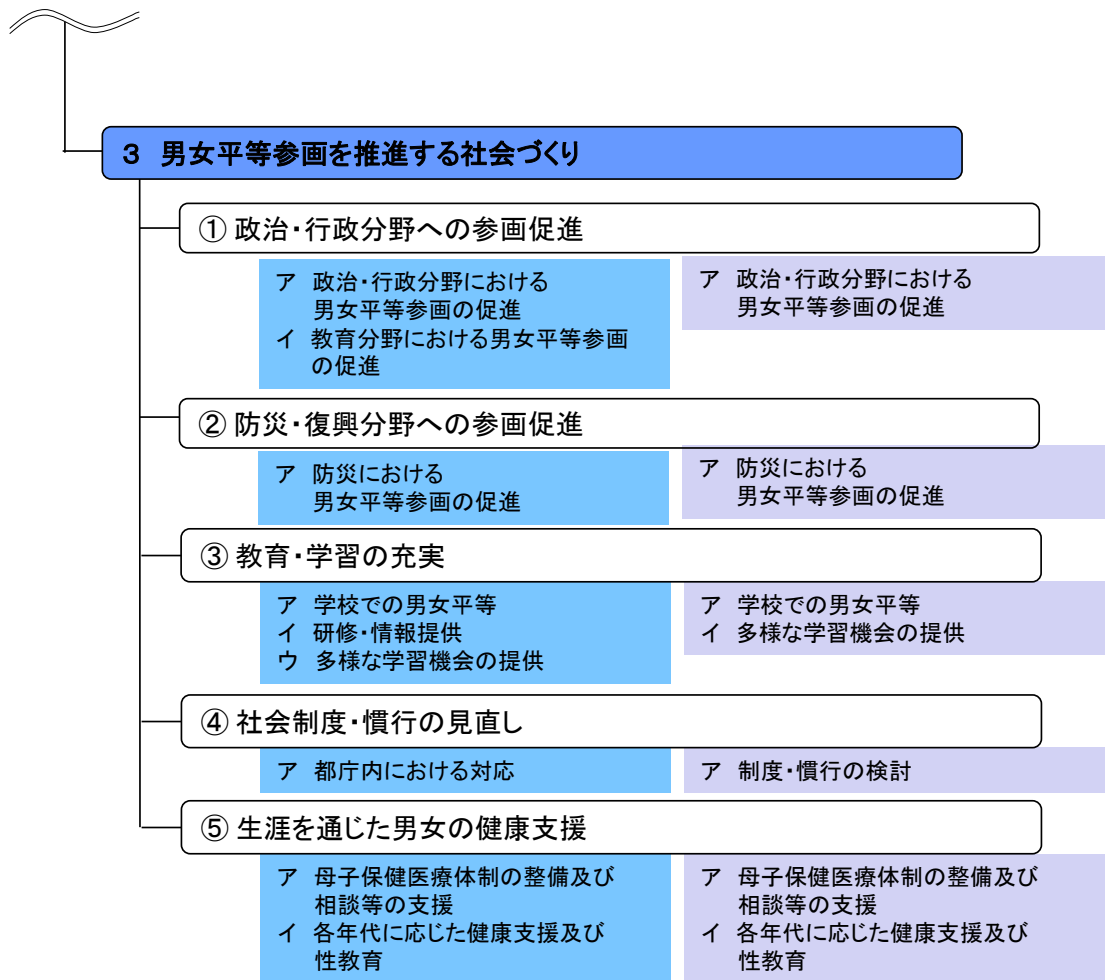 3 男女平等参画を推進する社会づくり
① 政治・行政分野への参画促進
ア 政治・行政分野における
男女平等参画の促進
イ 教育分野における男女平等参画
の促進
ア 政治・行政分野における
男女平等参画の促進
② 防災・復興分野への参画促進
ア 防災における
男女平等参画の促進
ア 防災における
男女平等参画の促進
③ 教育・学習の充実
ア 学校での男女平等
イ 研修・情報提供
ウ 多様な学習機会の提供
ア 学校での男女平等
イ 多様な学習機会の提供
④ 社会制度・慣行の見直し
ア 都庁内における対応
ア 制度・慣行の検討
⑤ 生涯を通じた男女の健康支援
ア 母子保健医療体制の整備及び
相談等の支援
イ 各年代に応じた健康支援及び
性教育
ア 母子保健医療体制の整備及び
相談等の支援
イ 各年代に応じた健康支援及び
性教育